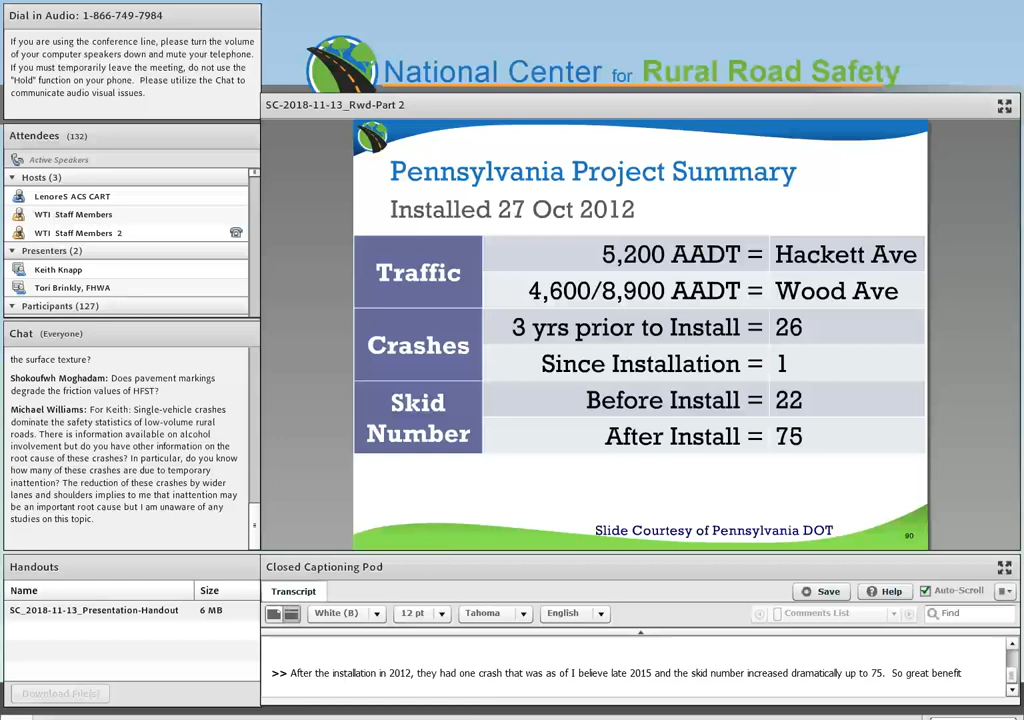 Dial in Audio: 1-866-749-7984
If you are using the conference line, please turn the volume
of your computer speakers down and mute your telephone.
If you must temporarily leave the meeting, do not use the
"Hold" function on your phone. Please utilize the Chat to
communicate audio visual issues.
National Center for Rural Road Safety
SC-2018-11-13_Rwd-Part 2
Attendees (132)
Active Speakers
Hosts (3)
LenoreS ACS CART
WTI Staff Members
WTI Staff Members 2
Presenters (2)
Keith Knapp
Tori Brinkly, FHWA
Participants (127)
Chat (Everyone)
the surface texture?
Shokoufwh Moghadam: Does pavement markings
degrade the friction values of HFST?
Michael Williams: For Keith: Single-vehicle crashes
dominate the safety statistics of low-volume rural
roads. There is information available on alcohol
involvement but do you have other information on the
root cause of these crashes? In particular, do you know
how many of these crashes are due to temporary
inattention? The reduction of these crashes by wider
lanes and shoulders implies to me that inattention may
be an important root cause but I am unaware of any
studies on this topic.
Pennsylvania Project Summary
Installed 27 Oct 2012
Traffic
5,200 AADT = Hackett Ave
4,600/8,900 AADT = Wood Ave
Crashes
3 yrs prior to Install = 26
Since Installation = 1
Skid
Number
Before Install = 22
After Install = 75
Slide Courtesy of Pennsylvania DOT
90
Handouts
Name Size
SC_2018-11-13_Presentation-Handout 6 MB
Download File(s)
Closed Captioning Pod
Transcript
Save
Help
Auto-Scroll
White (B)
12 pt
Tahoma
English
Comments List
Find
>> After the installation in 2012, they had one crash that was as of I believe late 2015 and the skid number increased dramatically up to 75. So great benefit